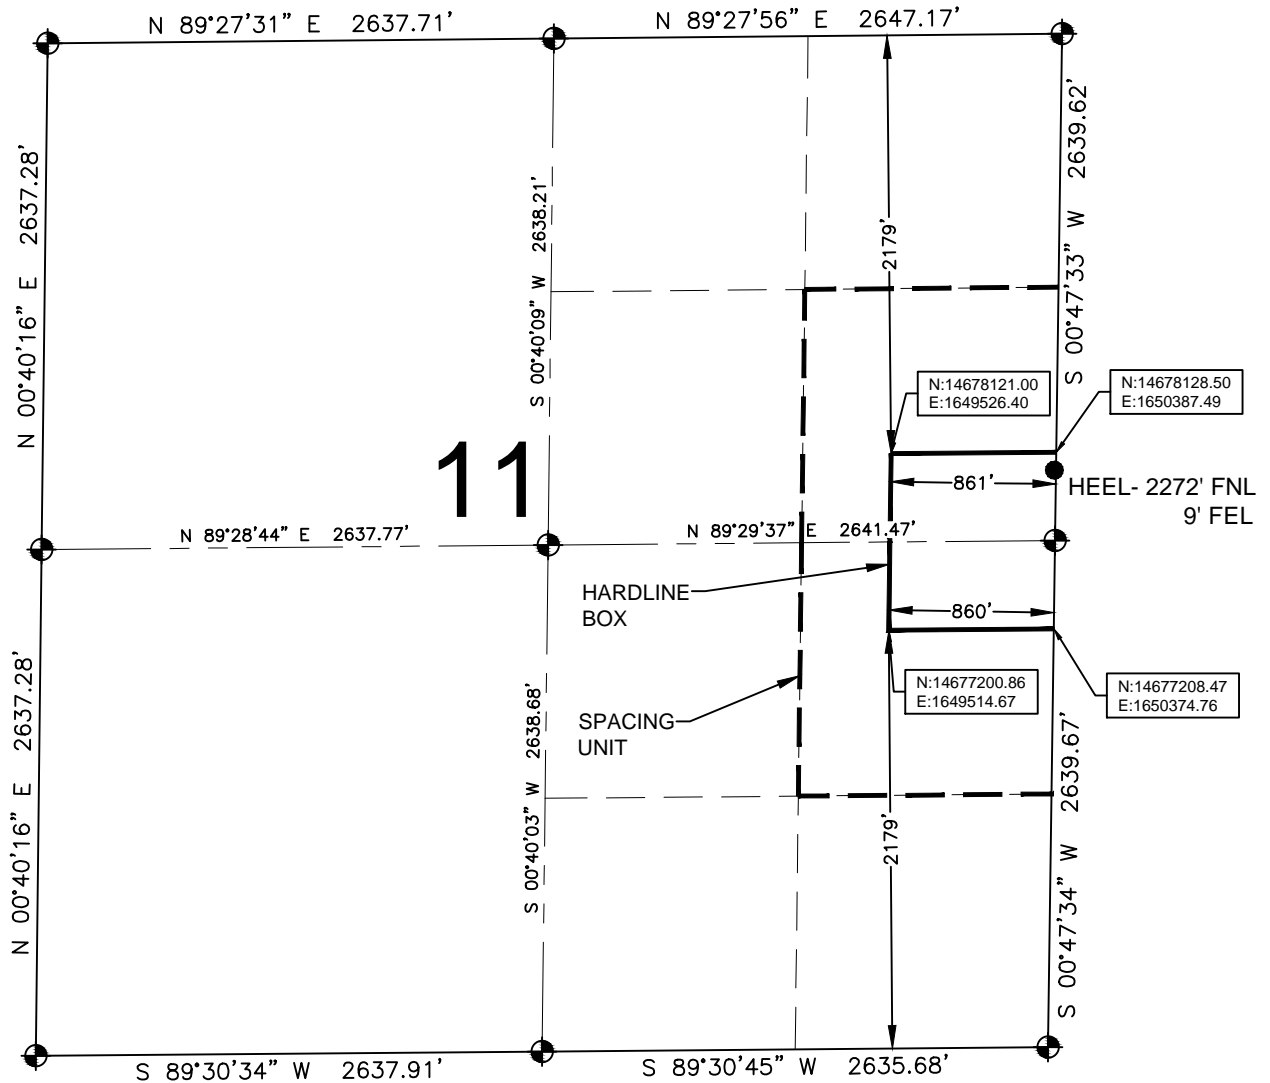 N 89°27'31" E 2637.71'
N 89°27'56" E 2647.17'
N 00°40'16" E 2637.28'
S 00°40'09" W 2638.21'
2179'
S 00°47'33" W 2639.62'
N:14678121.00
E:1649526.40
N:14678128.50
E:1650387.49
11
861'
HEEL- 2272' FNL
9' FEL
N 89°28'44" E 2637.77'
N 89°29'37" E 2641.47'
HARDLINE
BOX
860'
N:14677200.86
E:1649514.67
N:14677208.47
E:1650374.76
SPACING
UNIT
N 00°40'16" E 2637.28'
S 00°40'03" W 2638.68'
2179'
S 00°47'34" W 2639.67'
S 89°30'34" W 2637.91'
S 89°30'45" W 2635.68'